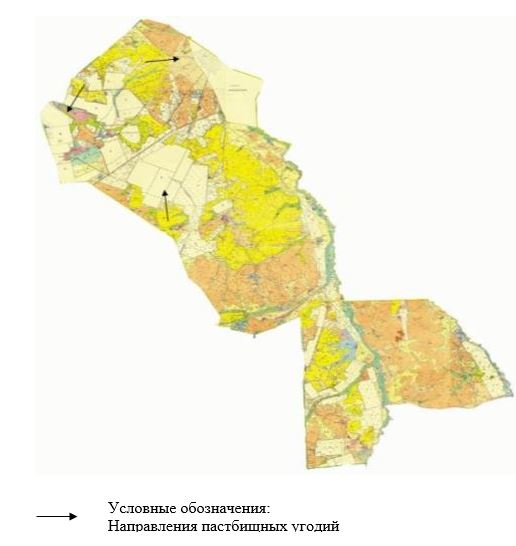 Условные обозначения:
Направления пастбищных угодий